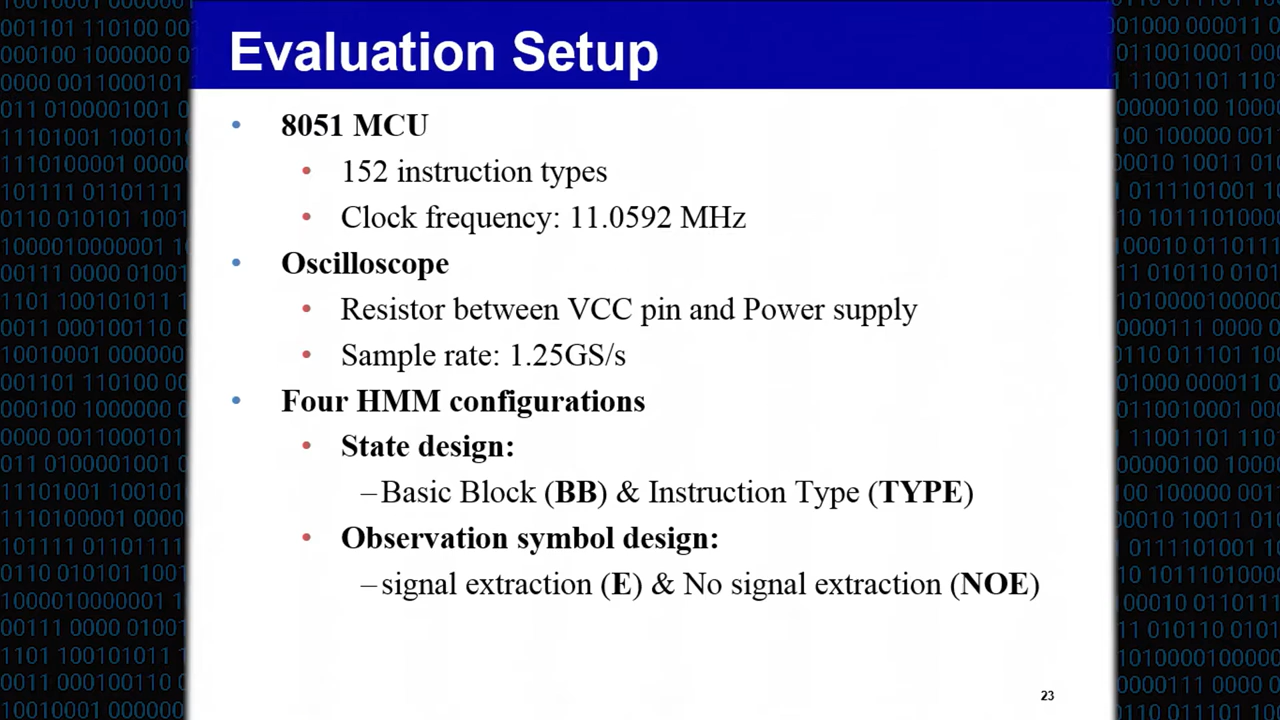 Evaluation Setup
• 8051 MCU
• 152 instruction types
• Clock frequency: 11.0592 MHz
• Oscilloscope
• Resistor between VCC pin and Power supply
• Sample rate: 1.25GS/s
• Four HMM configurations
• State design:
–Basic Block (BB) & Instruction Type (TYPE)
• Observation symbol design:
–signal extraction (E) & No signal extraction (NOE)
23